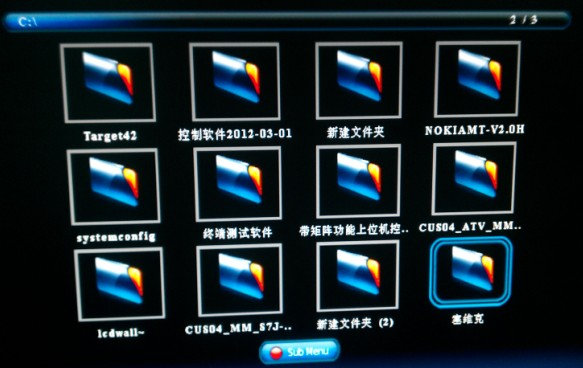 C:\
2/3
Target42
控制软件2012-03-01
新建文件夹
NOKIAMT-V2.0H
systemconfig
终端测试软件
带矩阵功能上位机控..
CUS04_ATV_MM..
lcdwall~
CUS04_MM_S7J-..
新建文件夹 (2)
塞维克
Sub Menu